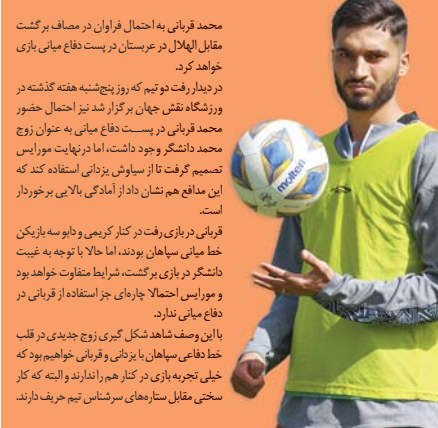 محمد قربانی به احتمال فراوان در مصاف برگشت
مقابل الهلال در عربستان در پست دفاع میانی بازی
خواهد کرد.
در دیدار رفت دو تیم که روز پنج‌شنبه هفته گذشته در
ورزشگاه نقش جهان برگزار شد نیز احتمال حضور
محمد قربانی در پست دفاع میانی به عنوان زوج
محمد دانشگر وجود داشت، اما در نهایت مورایس
تصمیم گرفت تا از سیاوش یزدانی استفاده کند که
این مدافع هم نشان داد از آمادگی بالایی برخوردار
است.
قربانی در بازی رفت در کنار کریمی و دابو سه بازیکن
خط میانی سپاهان بودند، اما حالا با توجه به غیبت
دانشگر در بازی برگشت، شرایط متفاوت خواهد بود
و مورایس احتمالا چاره‌ای جز استفاده از قربانی در
دفاع میانی ندارد.
با این وصف شاهد شکل گیری زوج جدیدی در قلب
خط دفاعی سپاهان با یزدانی و قربانی خواهیم بود که
خیلی تجربه بازی در کنار هم را ندارند و البته که کار
سختی مقابل ستاره‌های سرشناس تیم حریف دارند.
molten